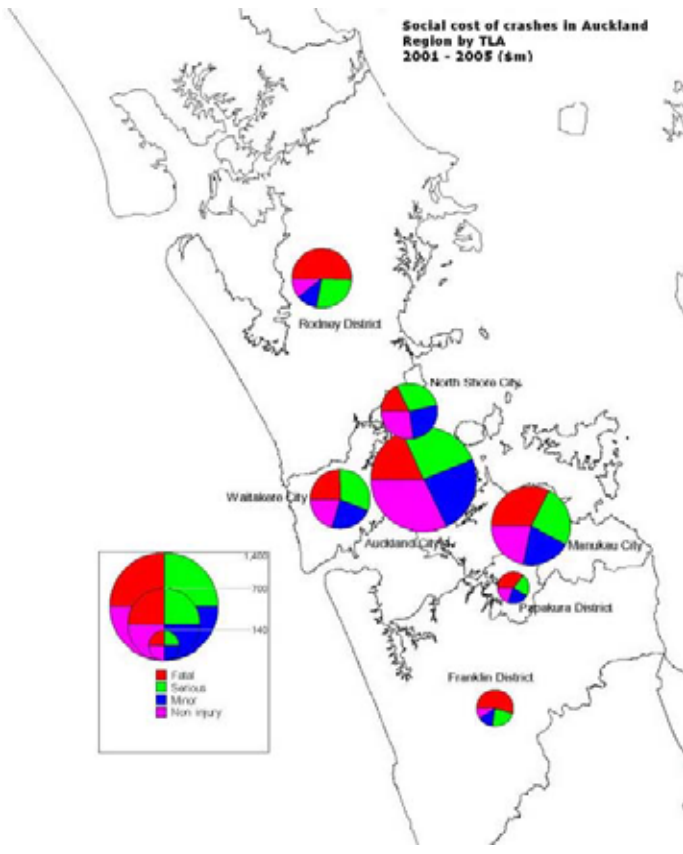 Social cost of crashes in Auckland
Region by TLA
2001 - 2005 ($m)
Rodney District
North Shore City
Waitakere City
Auckland City
Manukau City
Papakura District
Franklin District
1,400
700
140
Fatal
Serious
Minor
Non injury